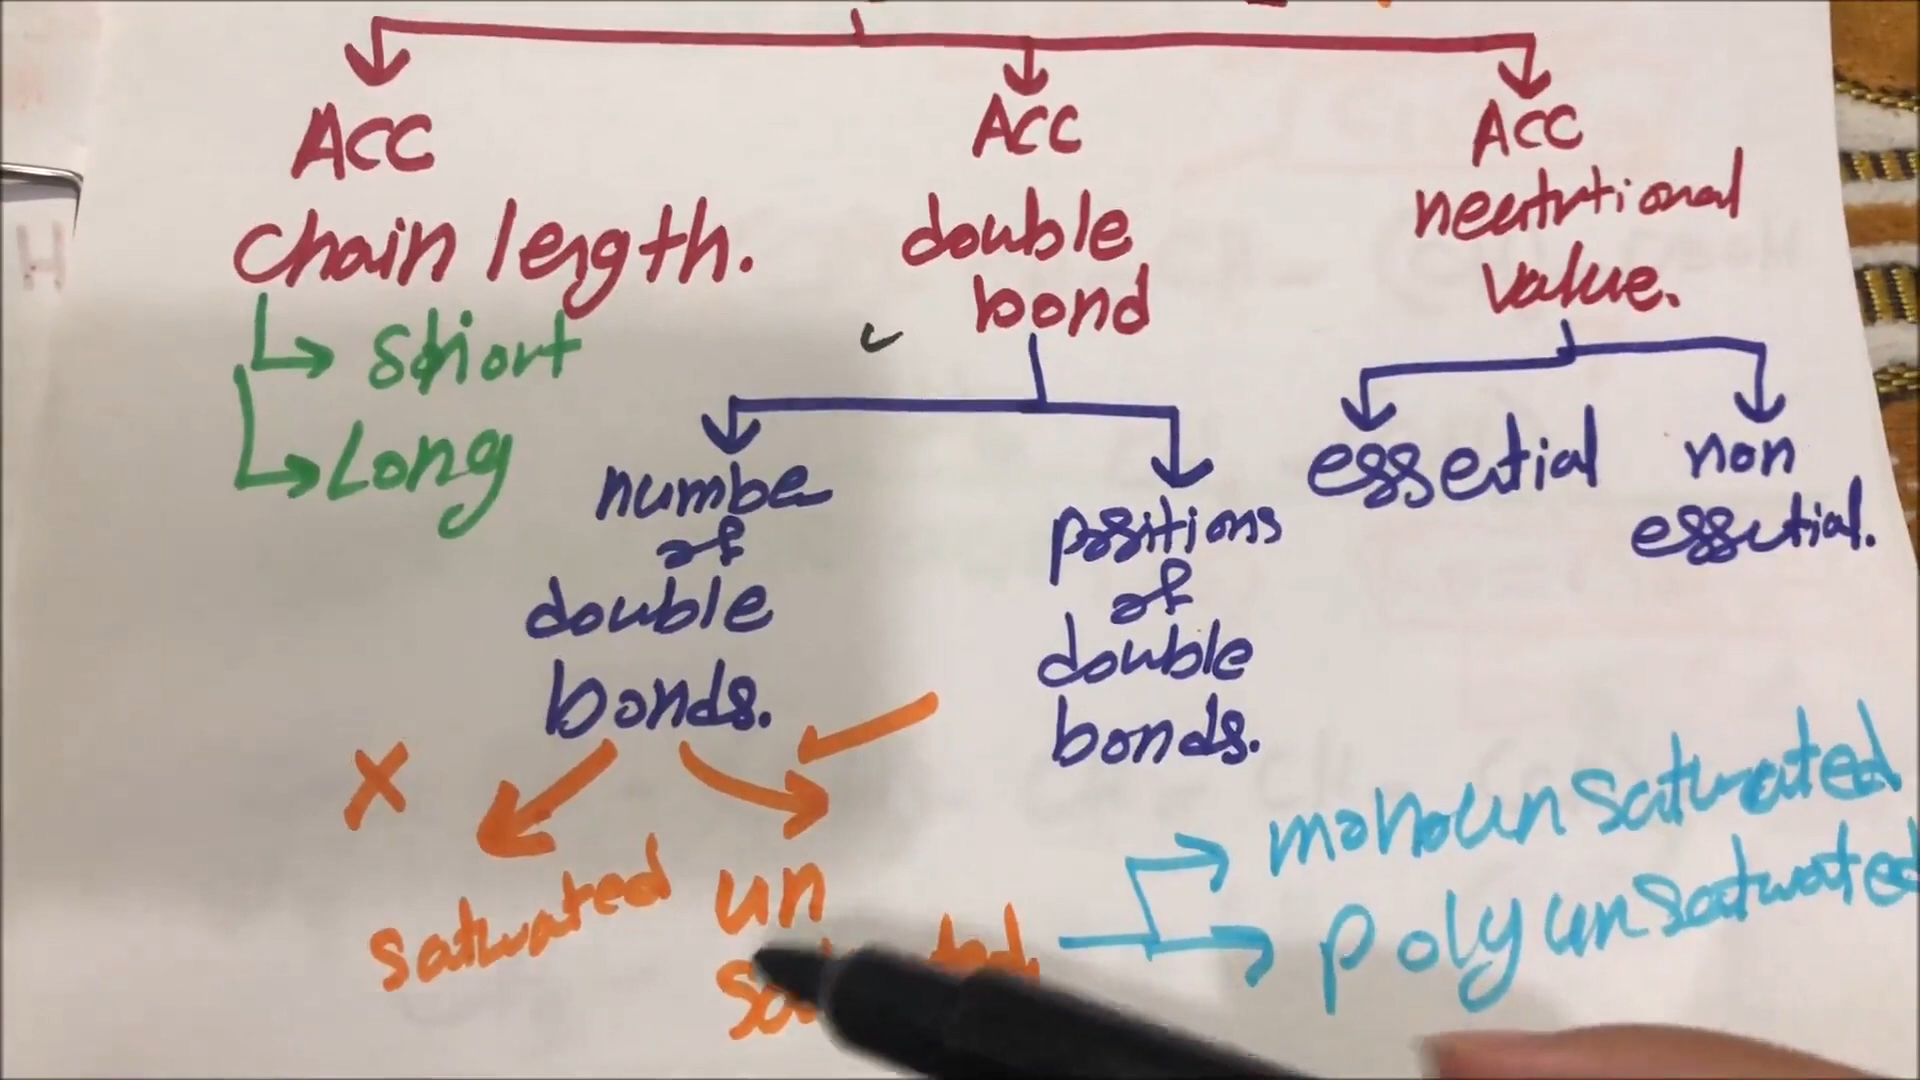 Acc
chain length.
short
Long
Acc
double
bond
number
of
double
bonds.
positions
of
double
bonds.
Acc
neutritional
value.
essential
non
essential.
X
saturated
un
monounsaturated
polyunsaturated